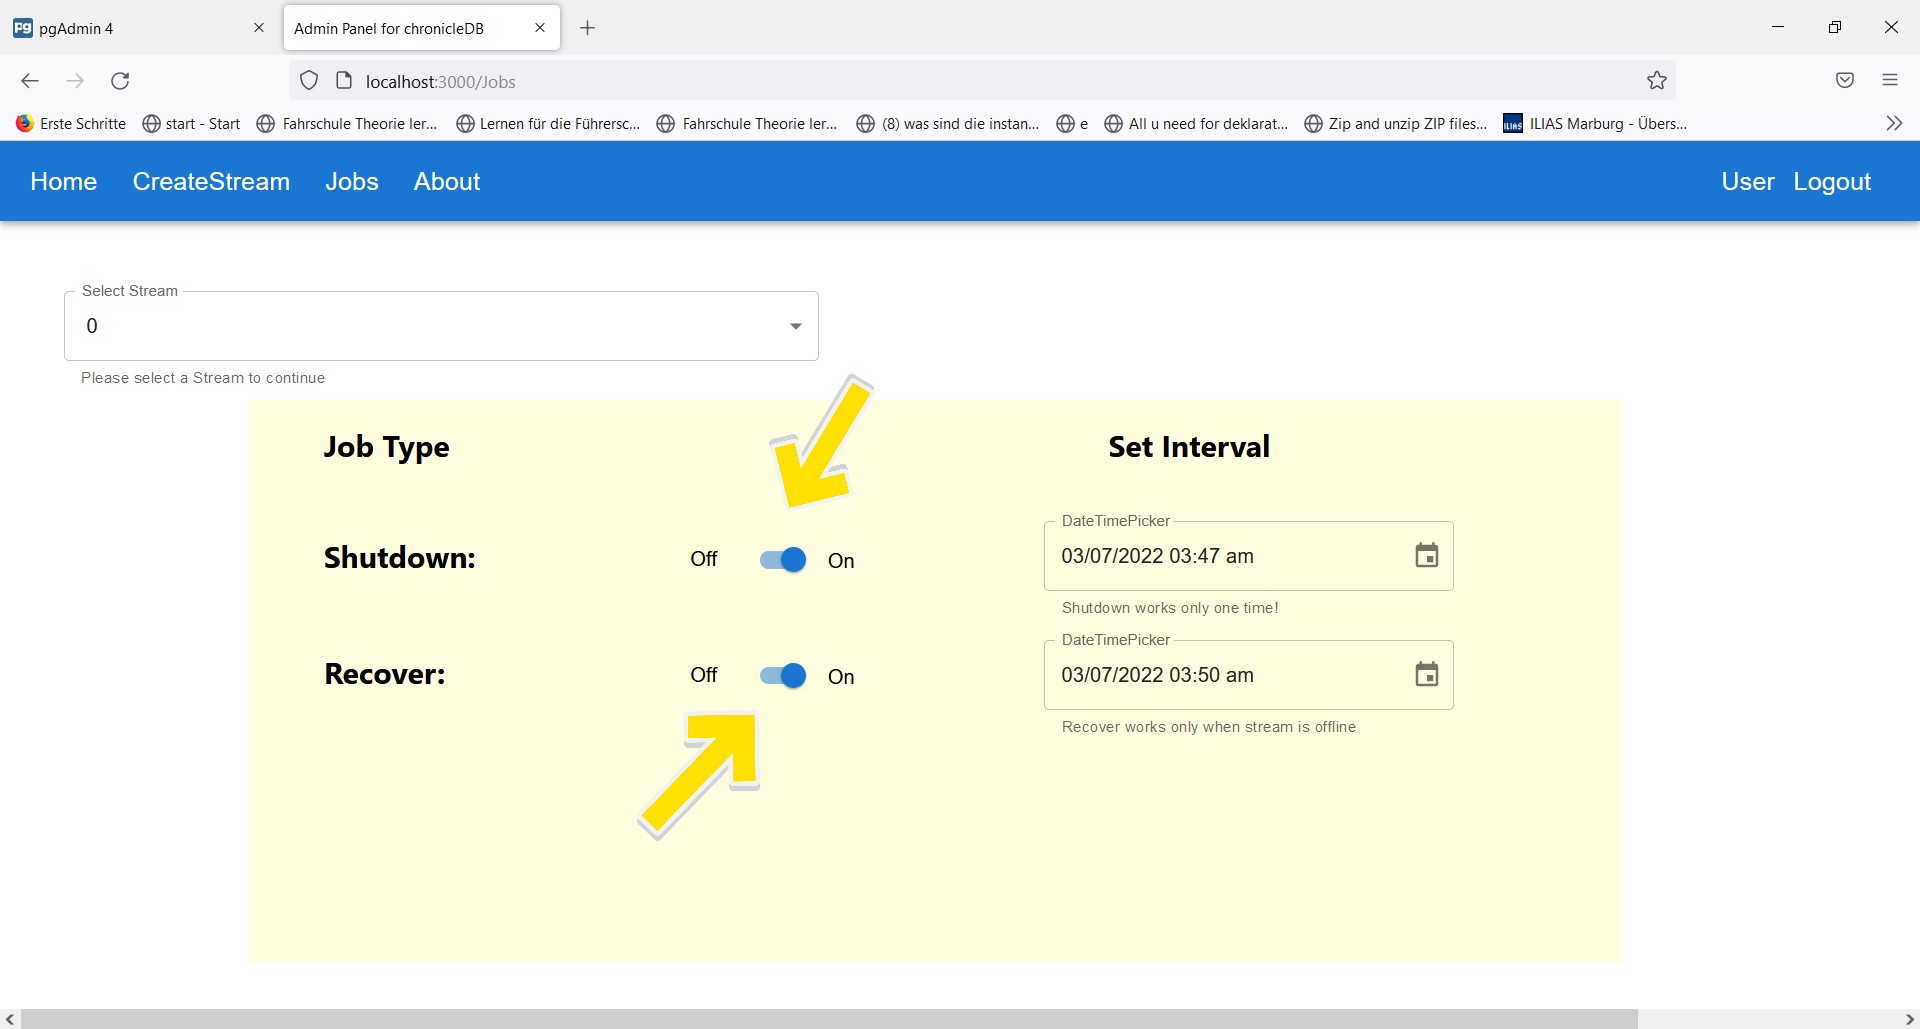 pgAdmin 4
Admin Panel for chronicleDB
localhost:3000/Jobs
Erste Schritte start - Start Fahrschule Theorie ler... Lernen für die Führersc... Fahrschule Theorie ler... (8) was sind die instan... e All u need for deklarat... Zip and unzip ZIP files... ILIAS Marburg - Übers...
Home CreateStream Jobs About User Logout
Select Stream
0
Please select a Stream to continue
Job Type Set Interval
DateTimePicker
Shutdown: Off On 03/07/2022 03:47 am
Shutdown works only one time!
DateTimePicker
Recover: Off On 03/07/2022 03:50 am
Recover works only when stream is offline